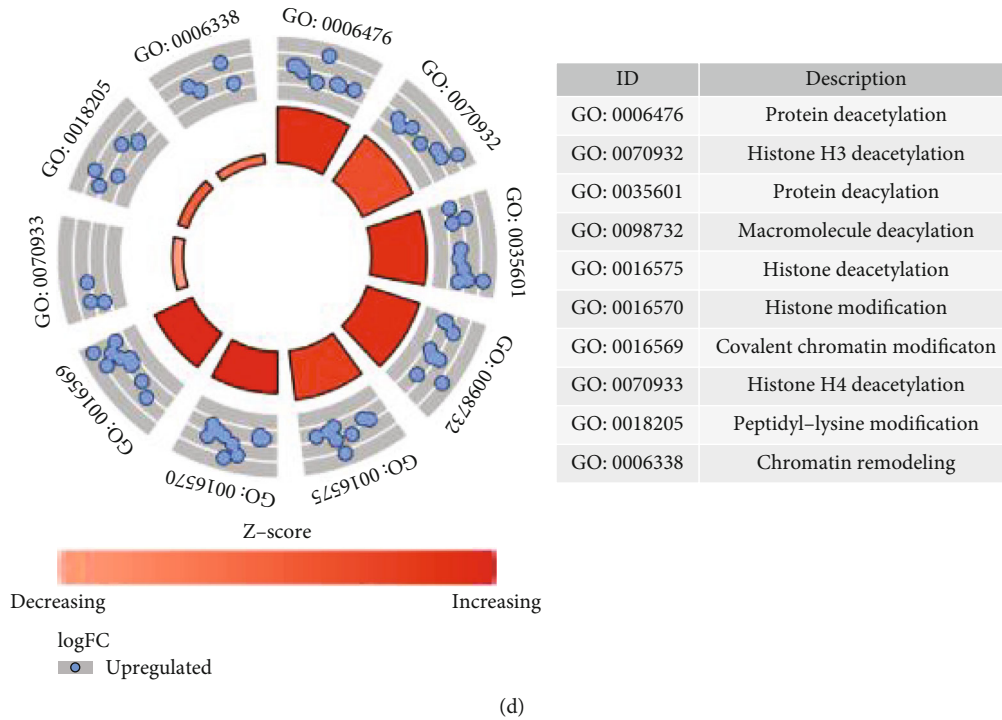 GO: 0006338
GO: 0006476
GO: 0070932
GO: 0035601
GO: 0098732
GO: 0016575
GO: 0016570
GO: 0016569
GO: 0070933
GO: 0018205
ID Description
GO: 0006476 Protein deacetylation
GO: 0070932 Histone H3 deacetylation
GO: 0035601 Protein deacylation
GO: 0098732 Macromolecule deacylation
GO: 0016575 Histone deacetylation
GO: 0016570 Histone modification
GO: 0016569 Covalent chromatin modificaton
GO: 0070933 Histone H4 deacetylation
GO: 0018205 Peptidyl–lysine modification
GO: 0006338 Chromatin remodeling
Z–score
Decreasing Increasing
logFC
Upregulated
(d)